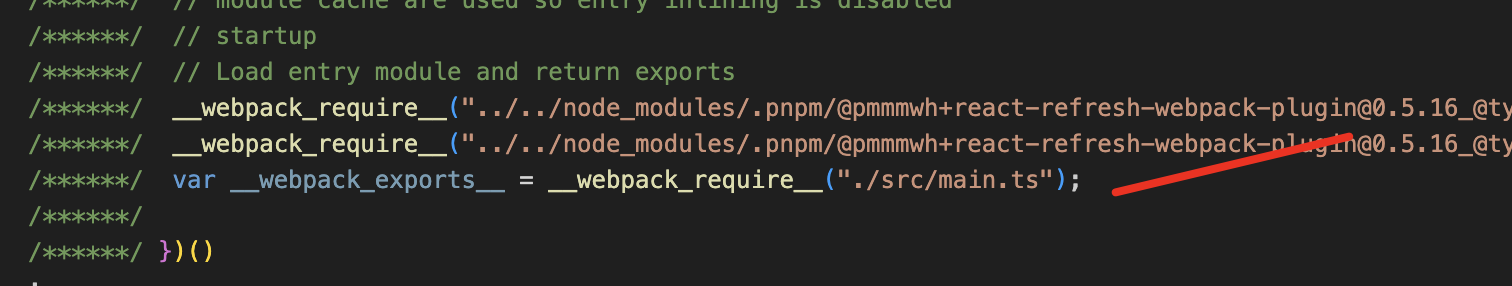 /******/ // module cache are used so entry inlining is disabled
/******/ // startup
/******/ // Load entry module and return exports
/******/ __webpack_require__("../../node_modules/.pnpm/@pmmmwh+react-refresh-webpack-plugin@0.5.16_@ty
/******/ __webpack_require__("../../node_modules/.pnpm/@pmmmwh+react-refresh-webpack-plugin@0.5.16_@ty
/******/ var __webpack_exports__ = __webpack_require__("./src/main.ts");
/******/
/******/ })()